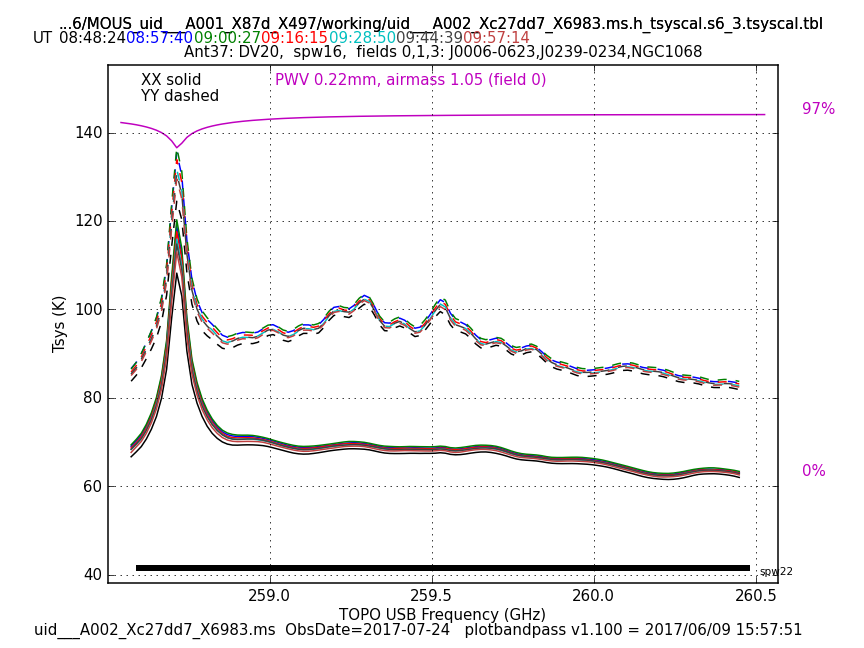 ...6/MOUS_uid___A001_X87d_X497/working/uid___A002_Xc27dd7_X6983.ms.h_tsyscal.s6_3.tsyscal.tbl
UT 08:48:24 08:57:40 09:00:27 09:16:15 09:28:50 09:44:39 09:57:14
Ant37: DV20, spw16, fields 0,1,3: J0006-0623,J0239-0234,NGC1068
XX solid
YY dashed
PWV 0.22mm, airmass 1.05 (field 0)
97%
140
120
100
80
60
40
Tsys (K)
0%
spw22
259.0 259.5 260.0 260.5
TOPO USB Frequency (GHz)
uid___A002_Xc27dd7_X6983.ms ObsDate=2017-07-24 plotbandpass v1.100 = 2017/06/09 15:57:51